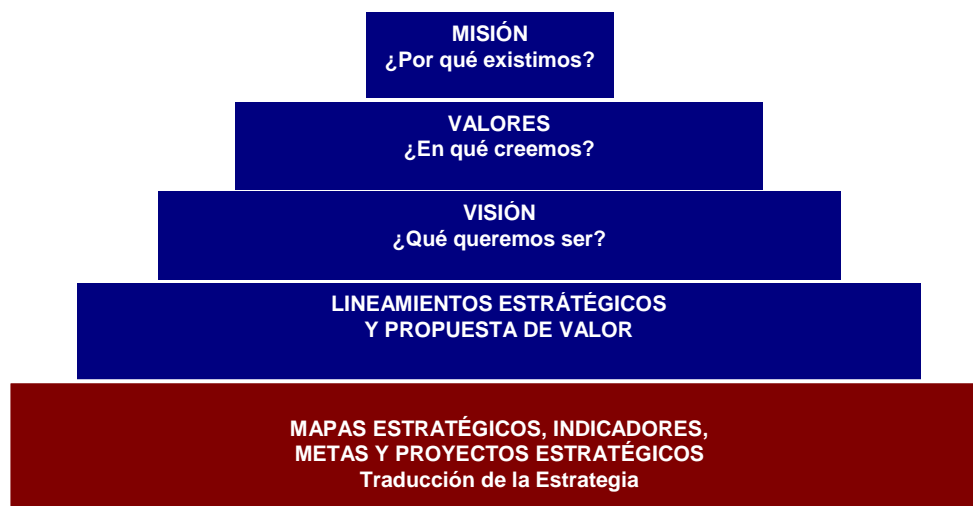 MISIÓN
¿Por qué existimos?
VALORES
¿En qué creemos?
VISIÓN
¿Qué queremos ser?
LINEAMIENTOS ESTRÁTÉGICOS
Y PROPUESTA DE VALOR
MAPAS ESTRATÉGICOS, INDICADORES,
METAS Y PROYECTOS ESTRATÉGICOS
Traducción de la Estrategia